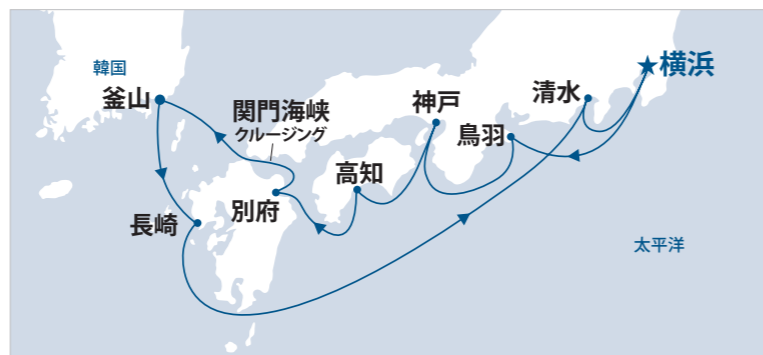 韓国
釜山
関門海峡
クルージング
神戸
清水
★横浜
鳥羽
高知
別府
長崎
太平洋